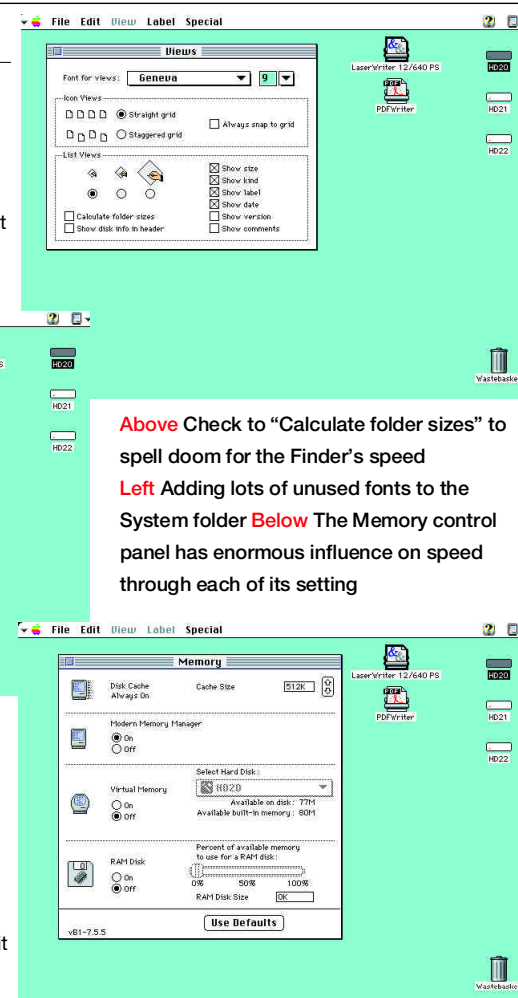 File Edit View Label Special
Views
LaserWriter 12/640 PS
HD20
Font for views: Geneva 9
PDFWriter
HD21
Icon Views
Straight grid
Always snap to grid
Staggered grid
HD22
List Views
Show size
Show kind
Show label
Show date
Calculate folder sizes
Show version
Show disk info in header
Show comments
Wastebaske
s
HD20
HD21
HD22
Above Check to “Calculate folder sizes” to
spell doom for the Finder’s speed
Left Adding lots of unused fonts to the
System folder Below The Memory control
panel has enormous influence on speed
through each of its setting
File Edit View Label Special
Memory
LaserWriter 12/640 PS
HD20
Disk Cache
Always On
Cache Size 512K
PDFWriter
HD21
Modern Memory Manager
On
Off
HD22
Select Hard Disk:
HD20
Virtual Memory
On
Off
Available on disk: 77M
Available built-in memory: 80M
Percent of available memory
to use for a RAM disk:
RAM Disk
On
Off
0% 50% 100%
RAM Disk Size 0K
Use Defaults
v81-7.5.5
Wastebaske
it